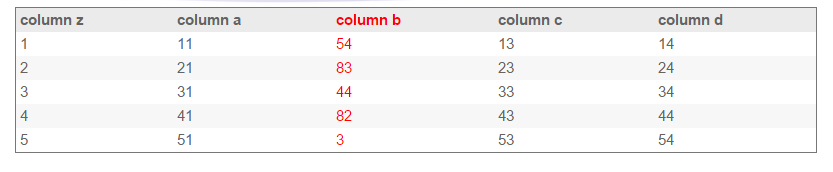 column z column a column b column c column d
1 11 54 13 14
2 21 83 23 24
3 31 44 33 34
4 41 82 43 44
5 51 3 53 54